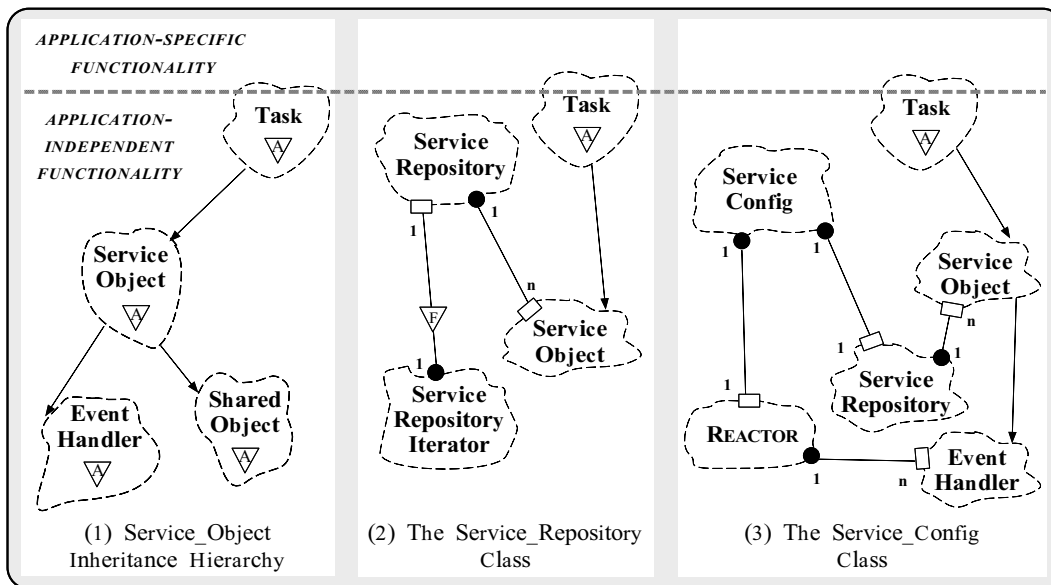 APPLICATION-SPECIFIC
FUNCTIONALITY
APPLICATION-
INDEPENDENT
FUNCTIONALITY
Task
A
Service
Object
A
Event
Handler
A
Shared
Object
A
(1) Service_Object
Inheritance Hierarchy
Task
A
Service
Repository
1
1
n
F
Service
Object
1
Service
Repository
Iterator
(2) The Service_Repository
Class
Task
A
Service
Config
1
1
Service
Object
n
1
1
Service
Repository
1
REACTOR
1
n
Event
Handler
(3) The Service_Config
Class